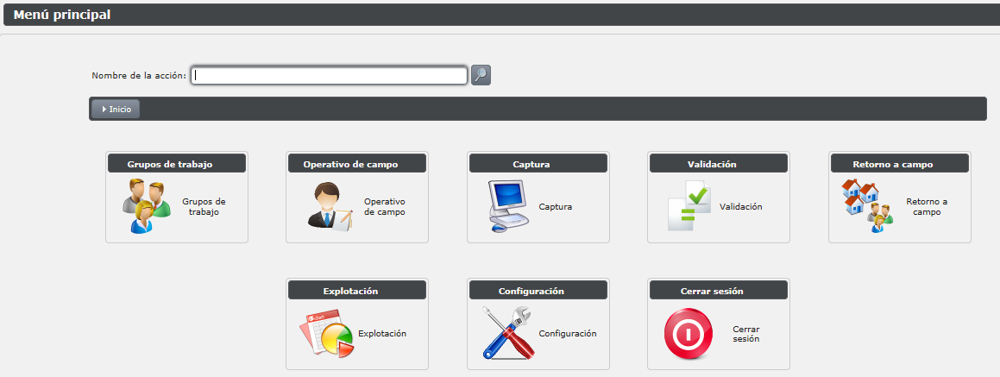 Menú principal
Nombre de la acción:
Inicio
Grupos de trabajo
Grupos de
trabajo
Operativo de campo
Operativo
de campo
Captura
Captura
Validación
Validación
Retorno a campo
Retorno a
campo
Explotación
chart
Explotación
Configuración
Configuración
Cerrar sesión
Cerrar
sesión